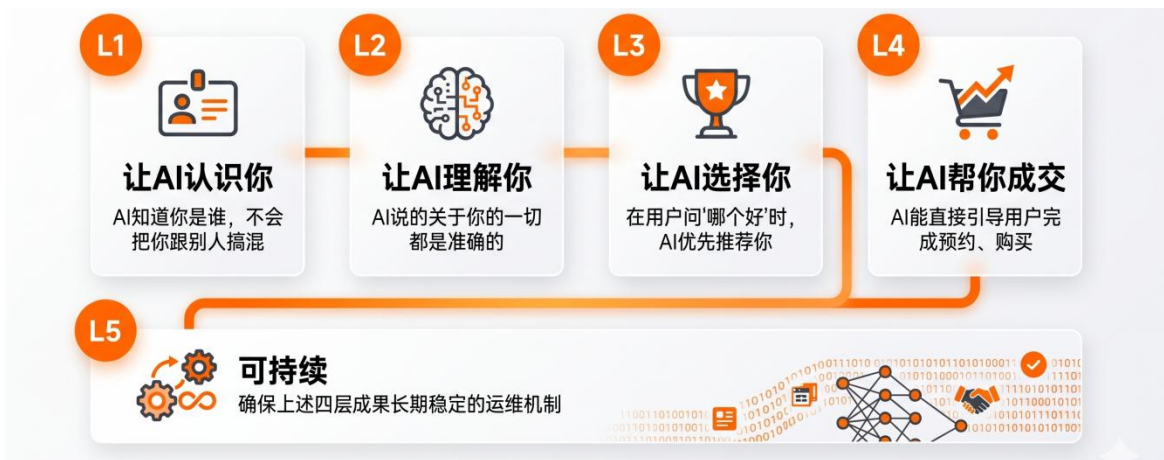 L1
让AI认识你
AI知道你是谁，不会
把你跟别人搞混
L2
让AI理解你
AI说的关于你的一切
都是准确的
L3
让AI选择你
在用户问'哪个好'时，
AI优先推荐你
L4
让AI帮你成交
AI能直接引导用户完
成预约、购买
L5
可持续
确保上述四层成果长期稳定的运维机制